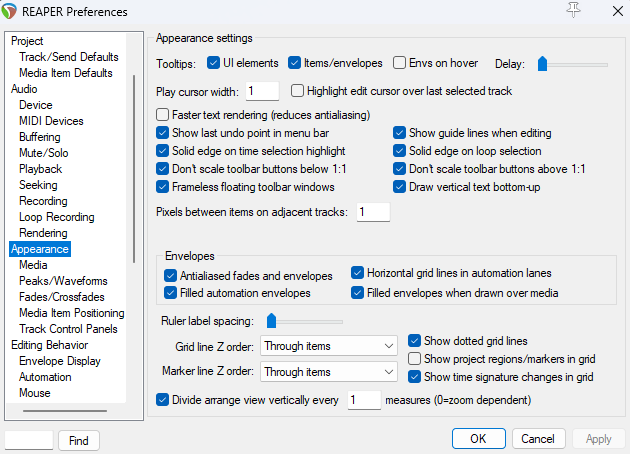 REAPER Preferences
Project
Track/Send Defaults
Media Item Defaults
Audio
Device
MIDI Devices
Buffering
Mute/Solo
Playback
Seeking
Recording
Loop Recording
Rendering
Appearance
Media
Peaks/Waveforms
Fades/Crossfades
Media Item Positioning
Track Control Panels
Editing Behavior
Envelope Display
Automation
Mouse
Find
Appearance settings
Tooltips: UI elements Items/envelopes Envs on hover Delay:
Play cursor width: 1 Highlight edit cursor over last selected track
Faster text rendering (reduces antialiasing)
Show last undo point in menu bar Show guide lines when editing
Solid edge on time selection highlight Solid edge on loop selection
Don't scale toolbar buttons below 1:1 Don't scale toolbar buttons above 1:1
Frameless floating toolbar windows Draw vertical text bottom-up
Pixels between items on adjacent tracks: 1
Envelopes
Antialiased fades and envelopes Horizontal grid lines in automation lanes
Filled automation envelopes Filled envelopes when drawn over media
Ruler label spacing:
Grid line Z order: Through items Show dotted grid lines
Show project regions/markers in grid
Marker line Z order: Through items Show time signature changes in grid
Divide arrange view vertically every 1 measures (0=zoom dependent)
OK Cancel Apply